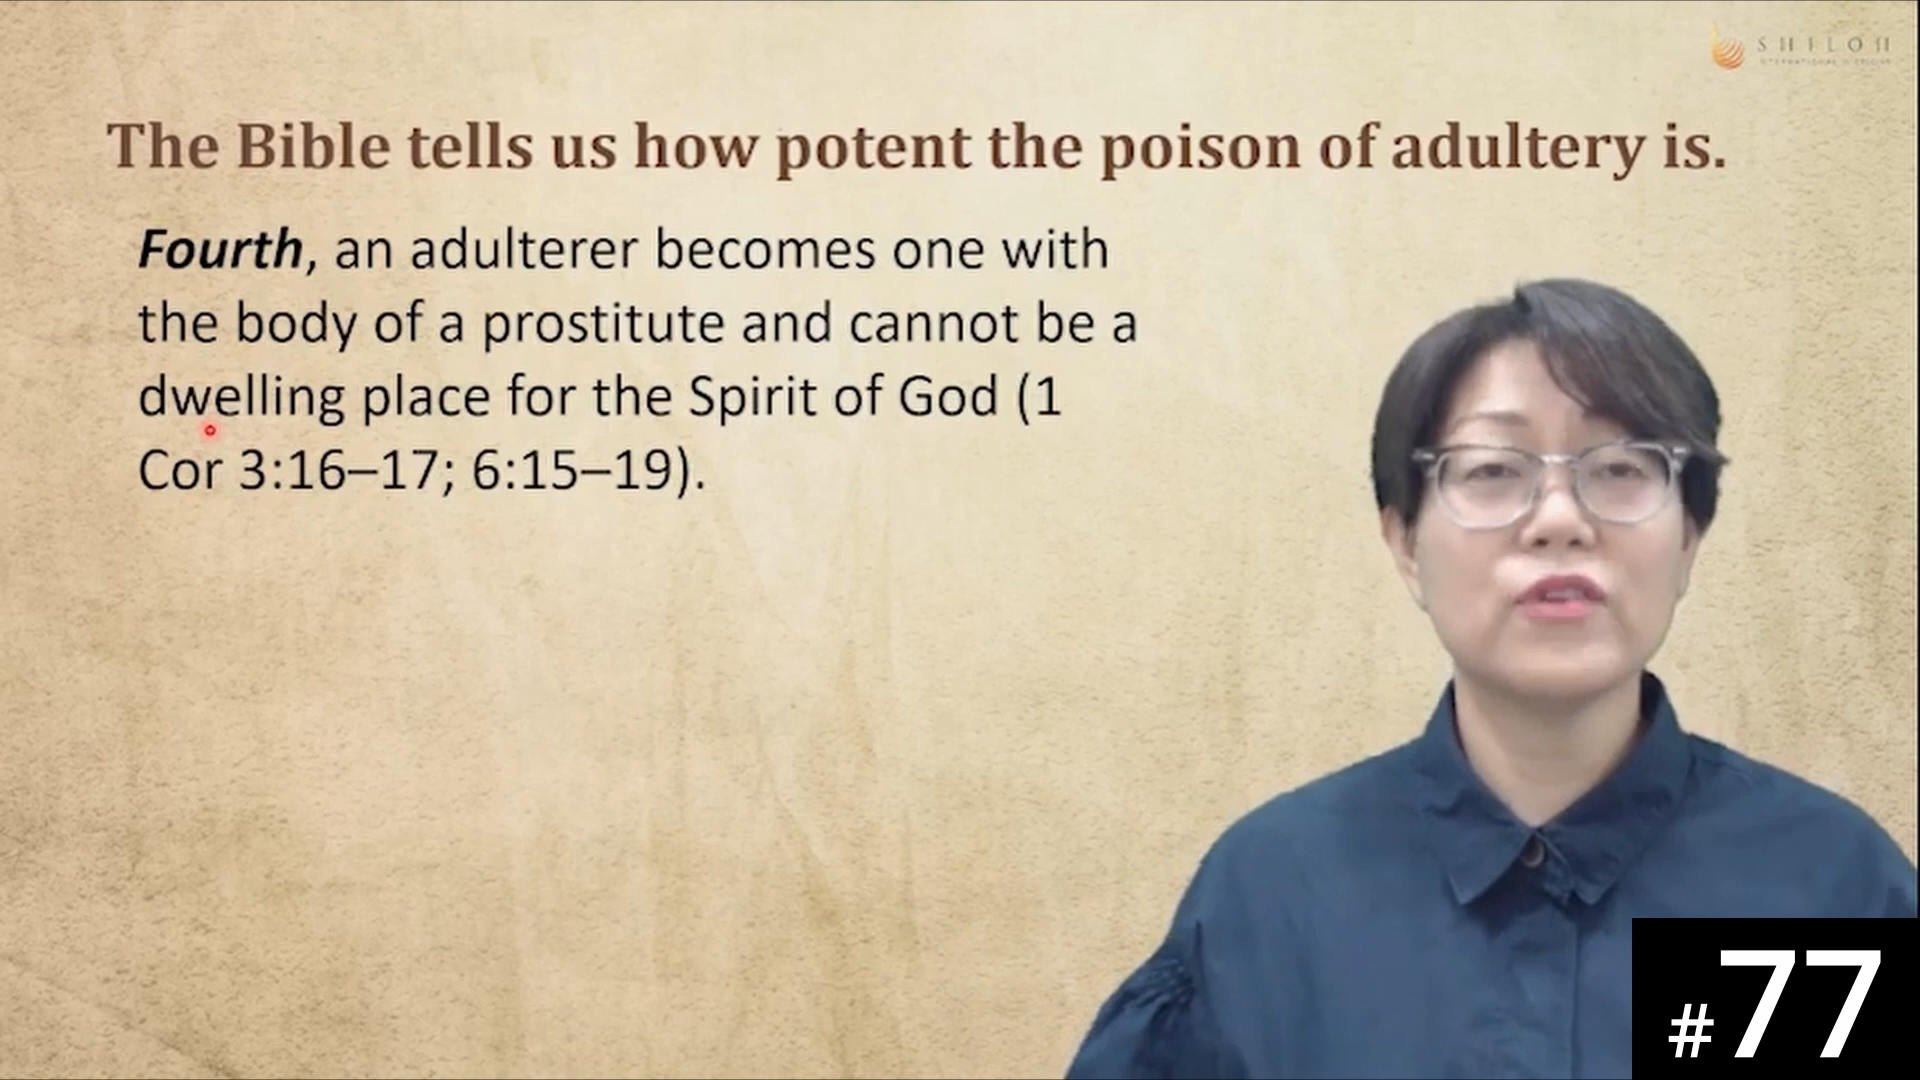 SHILOH
The Bible tells us how potent the poison of adultery is.
Fourth, an adulterer becomes one with
the body of a prostitute and cannot be a
dwelling place for the Spirit of God (1
Cor 3:16–17; 6:15–19).
#77